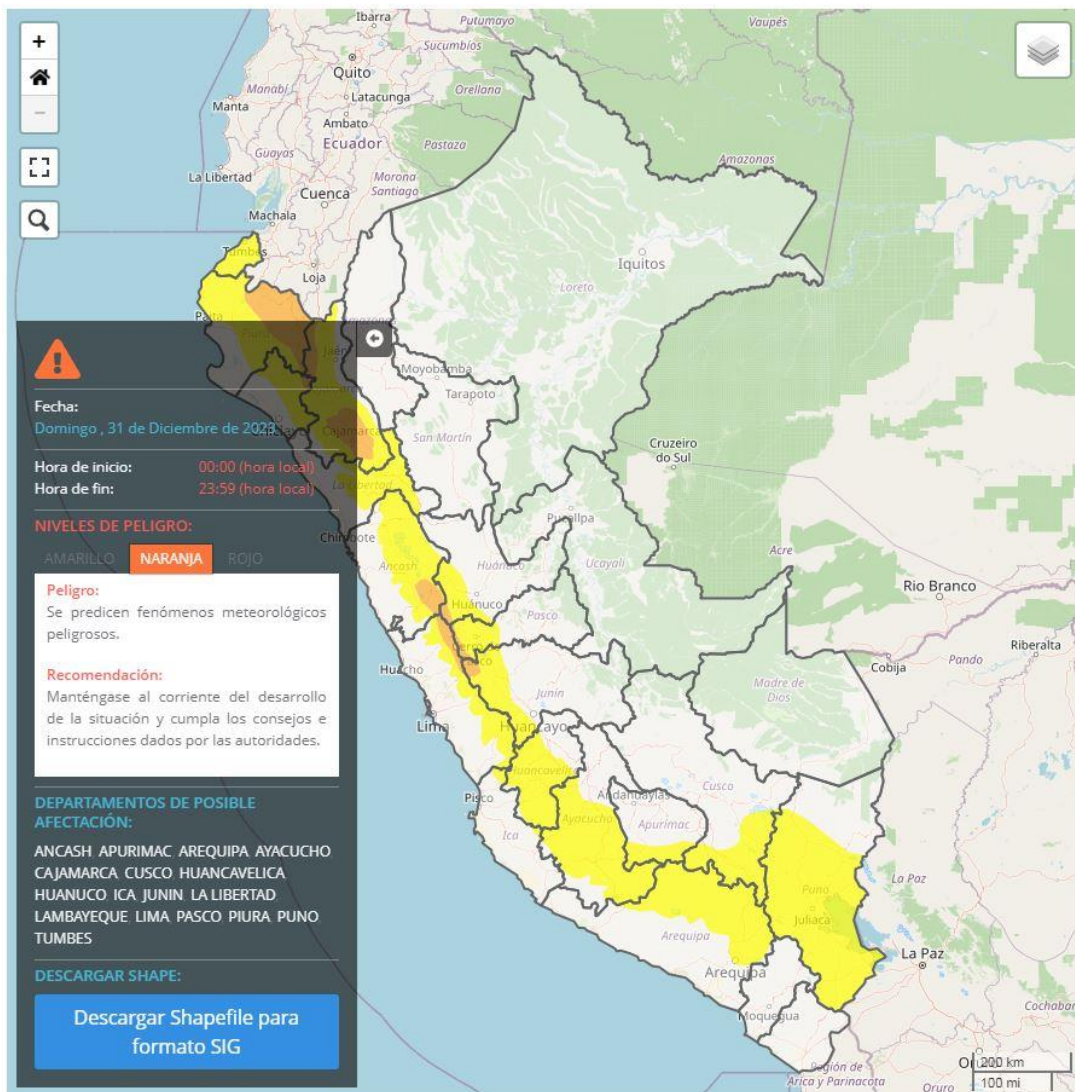 +
−
Fecha:
Domingo , 31 de Diciembre de 2023
Hora de inicio: 00:00 (hora local)
Hora de fin: 23:59 (hora local)
NIVELES DE PELIGRO:
AMARILLO NARANJA ROJO
Peligro:
Se predicen fenómenos meteorológicos
peligrosos.
Recomendación:
Manténgase al corriente del desarrollo
de la situación y cumpla los consejos e
instrucciones dados por las autoridades.
DEPARTAMENTOS DE POSIBLE
AFECTACIÓN:
ANCASH APURIMAC AREQUIPA AYACUCHO
CAJAMARCA CUSCO HUANCAVELICA
HUANUCO ICA JUNIN LA LIBERTAD
LAMBAYEQUE LIMA PASCO PIURA PUNO
TUMBES
DESCARGAR SHAPE:
Descargar Shapefile para
formato SIG
Ibarra
Putumayo
Vaupés
Sucumbíos
Quito
Orellana
Manabí
Latacunga
Manta
Ambato
Ecuador
Pastaza
Guayas
Amazonas
Morona
Santiago
La Libertad
Cuenca
Machala
Tumbes
Loja
Iquitos
Loreto
Paita
Piura
Jaén
Moyobamba
Tarapoto
San Martín
Cajamarca
Cruzeiro
do Sul
La Libertad
Pucallpa
Chimbote
Acre
Ancash
Huánuco
Ucayali
Rio Branco
Huánuco
Pasco
Riberalta
Cobija
Pando
Huacho
Junín
Madre de
Dios
Lima
Huancayo
Huancavelica
Cusco
Pisco
Andahuaylas
Ayacucho
Apurímac
Ica
La Paz
Puno
Juliaca
Arequipa
La Paz
Arequipa
Moquegua
Cochabam
200 km
100 mi
Región de
Arica y Parinacota
Oruro